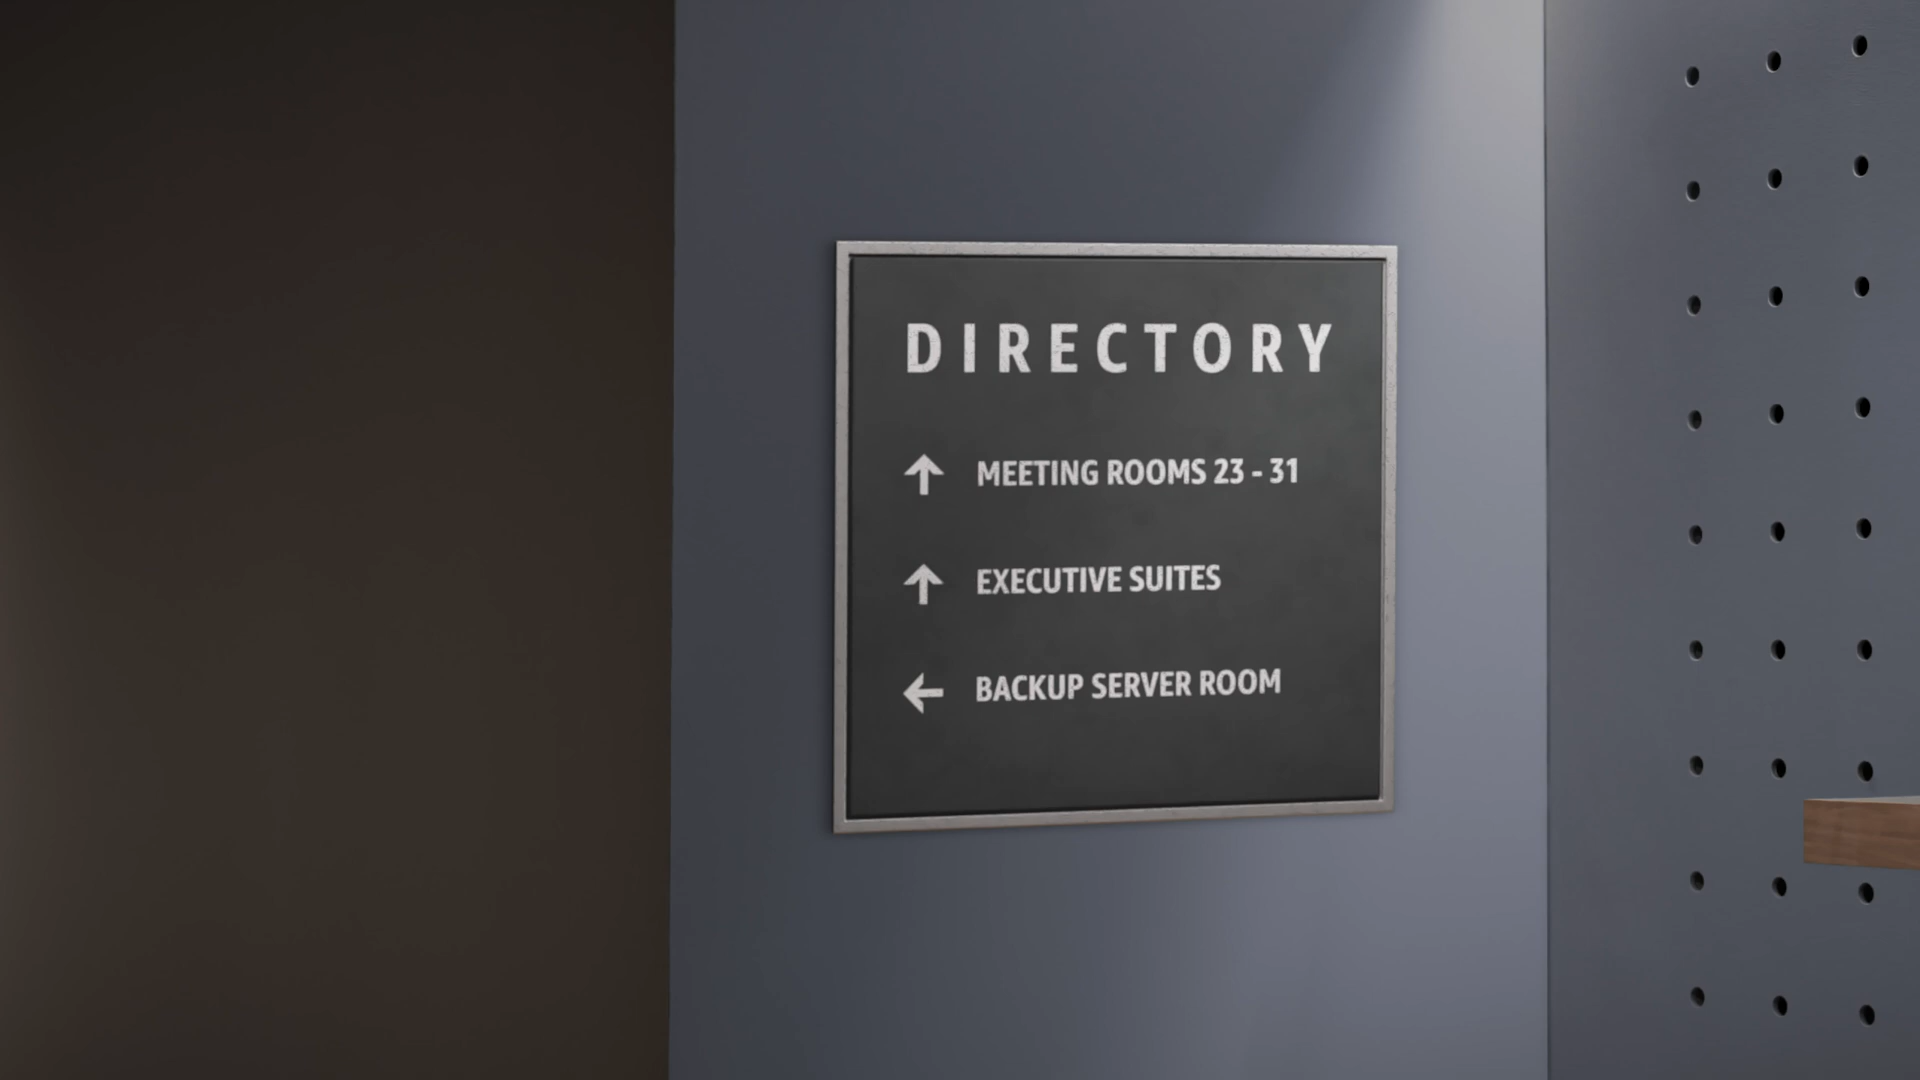 DIRECTORY
↑ MEETING ROOMS 23 - 31
↑ EXECUTIVE SUITES
← BACKUP SERVER ROOM